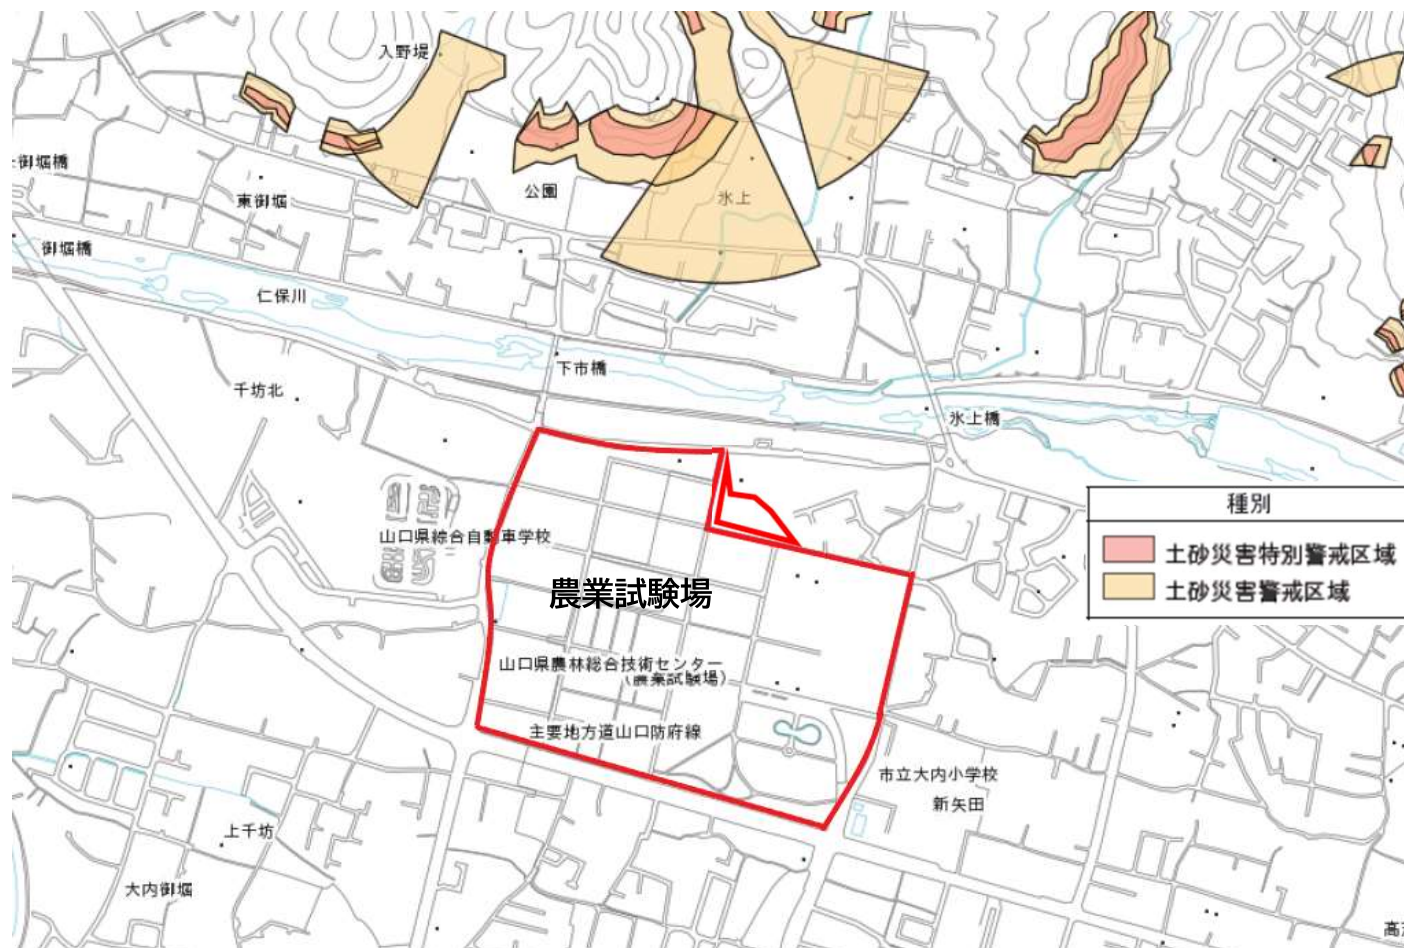 入野堤
御堀橋
東御堀
公園
氷上
御堀橋
仁保川
下市橋
千坊北
氷上橋
種別
土砂災害特別警戒区域
土砂災害警戒区域
山口県綜合自動車学校
農業試験場
山口県農林総合技術センター
(農業試験場)
主要地方道山口防府線
市立大内小学校
新矢田
上千坊
大内御堀